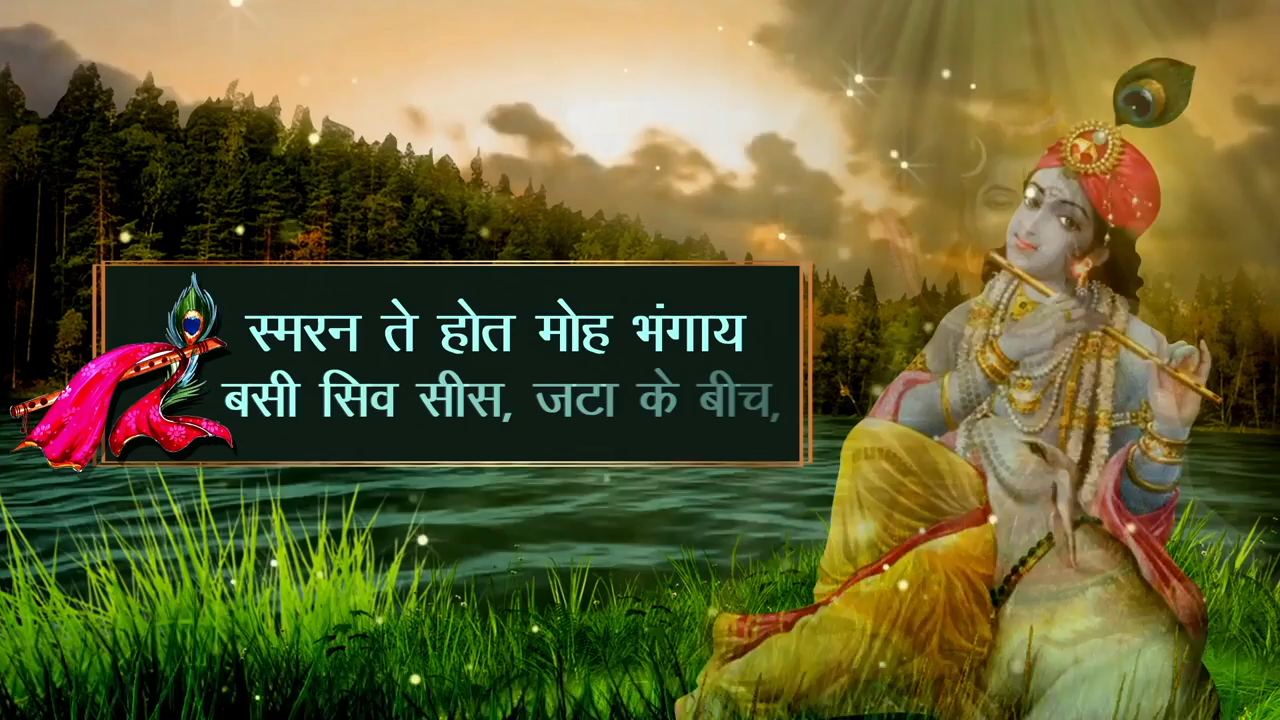 स्मरन ते होत मोह भंगाय
बसी सिव सीस, जटा के बीच,